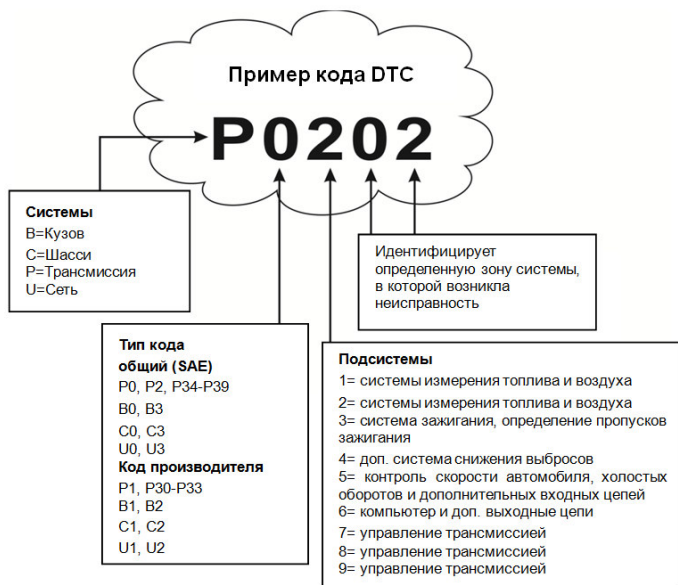 Пример кода DTC
P0202
Системы
B=Кузов
C=Шасси
P=Трансмиссия
U=Сеть
Идентифицирует
определенную зону системы,
в которой возникла
неисправность
Тип кода
общий (SAE)
P0, P2, P34-P39
B0, B3
C0, C3
U0, U3
Код производителя
P1, P30-P33
B1, B2
C1, C2
U1, U2
Подсистемы
1= системы измерения топлива и воздуха
2= системы измерения топлива и воздуха
3= система зажигания, определение пропусков
зажигания
4= доп. система снижения выбросов
5= контроль скорости автомобиля, холостых
оборотов и дополнительных входных цепей
6= компьютер и доп. выходные цепи
7= управление трансмиссией
8= управление трансмиссией
9= управление трансмиссией